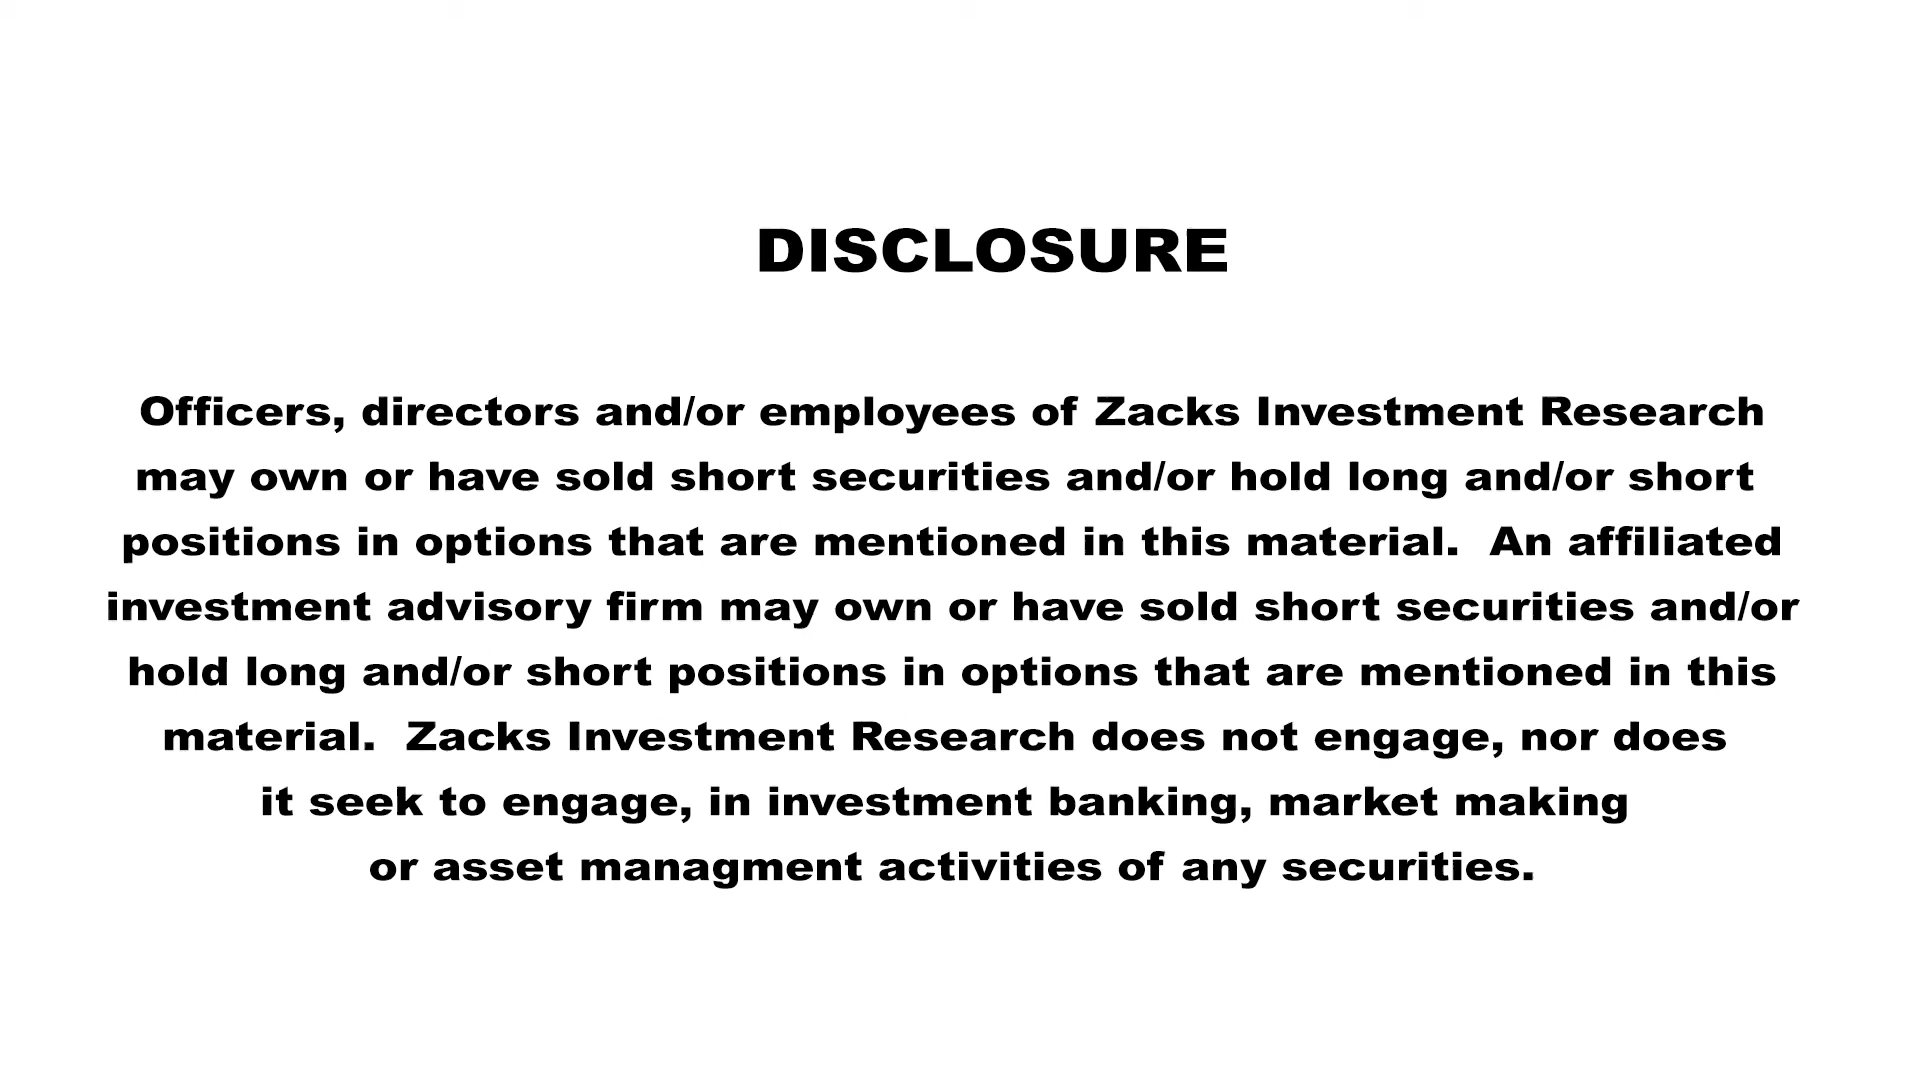 DISCLOSURE
Officers, directors and/or employees of Zacks Investment Research
may own or have sold short securities and/or hold long and/or short
positions in options that are mentioned in this material.  An affiliated
investment advisory firm may own or have sold short securities and/or
hold long and/or short positions in options that are mentioned in this
material.  Zacks Investment Research does not engage, nor does
it seek to engage, in investment banking, market making
or asset managment activities of any securities.